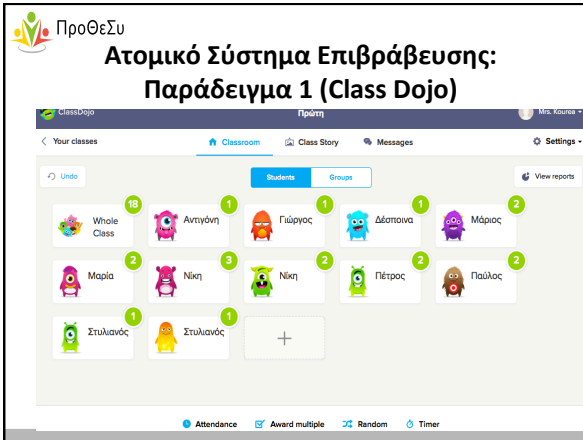 ΠροΘεΣυ
Ατομικό Σύστημα Επιβράβευσης:
Παράδειγμα 1 (Class Dojo)
ClassDojo Πρώτη Mrs. Kourea
Your classes Classroom Class Story Messages Settings
Undo Students Groups View reports
18 1 1 1 2
Whole Class Αντιγόνη Γιώργος Δέσποινα Μάριος
2 3 2 2 2
Μαρία Νίκη Νίκη Πέτρος Παύλος
1 1
Στυλιανός Στυλιανός +
Attendance Award multiple Random Timer